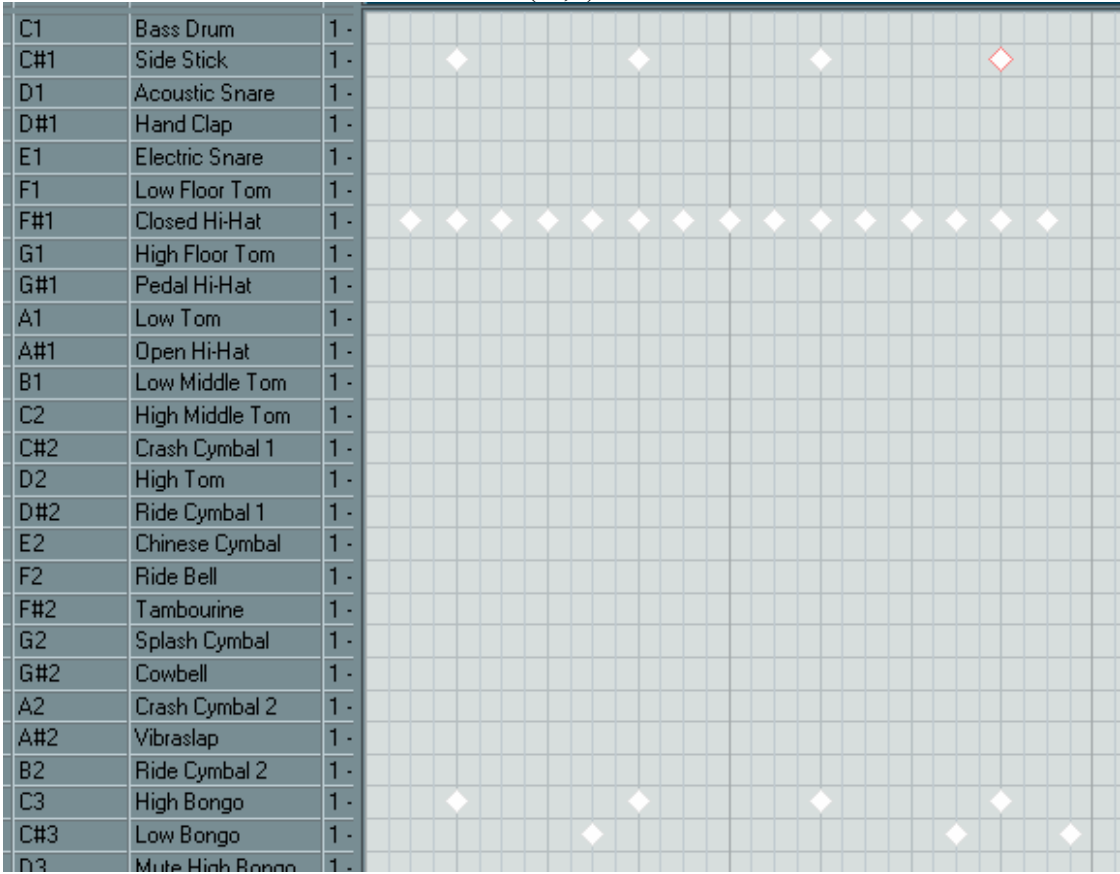 C1 Bass Drum 1 -
C#1 Side Stick 1 -
D1 Acoustic Snare 1 -
D#1 Hand Clap 1 -
E1 Electric Snare 1 -
F1 Low Floor Tom 1 -
F#1 Closed Hi-Hat 1 -
G1 High Floor Tom 1 -
G#1 Pedal Hi-Hat 1 -
A1 Low Tom 1 -
A#1 Open Hi-Hat 1 -
B1 Low Middle Tom 1 -
C2 High Middle Tom 1 -
C#2 Crash Cymbal 1 1 -
D2 High Tom 1 -
D#2 Ride Cymbal 1 1 -
E2 Chinese Cymbal 1 -
F2 Ride Bell 1 -
F#2 Tambourine 1 -
G2 Splash Cymbal 1 -
G#2 Cowbell 1 -
A2 Crash Cymbal 2 1 -
A#2 Vibraslap 1 -
B2 Ride Cymbal 2 1 -
C3 High Bongo 1 -
C#3 Low Bongo 1 -
D3 Mute High Bongo 1 -